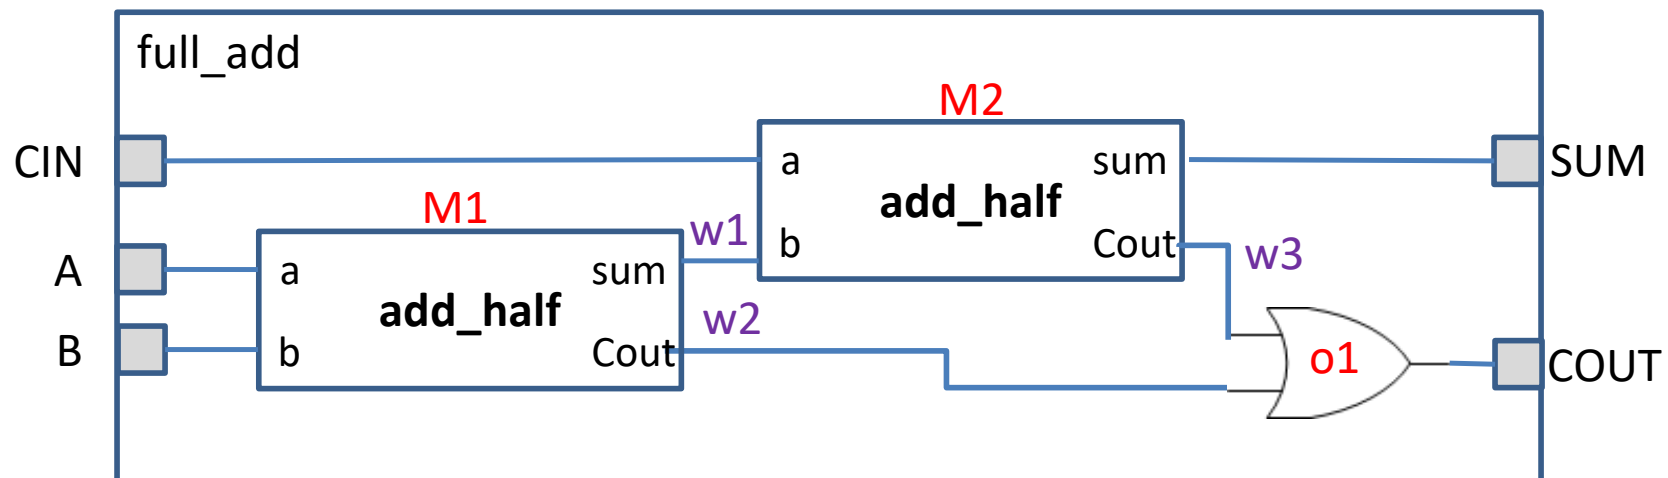 full_add
M2
CIN
a
sum
SUM
add_half
M1
w1
b
Cout
w3
A
a
sum
add_half
w2
B
b
Cout
o1
COUT